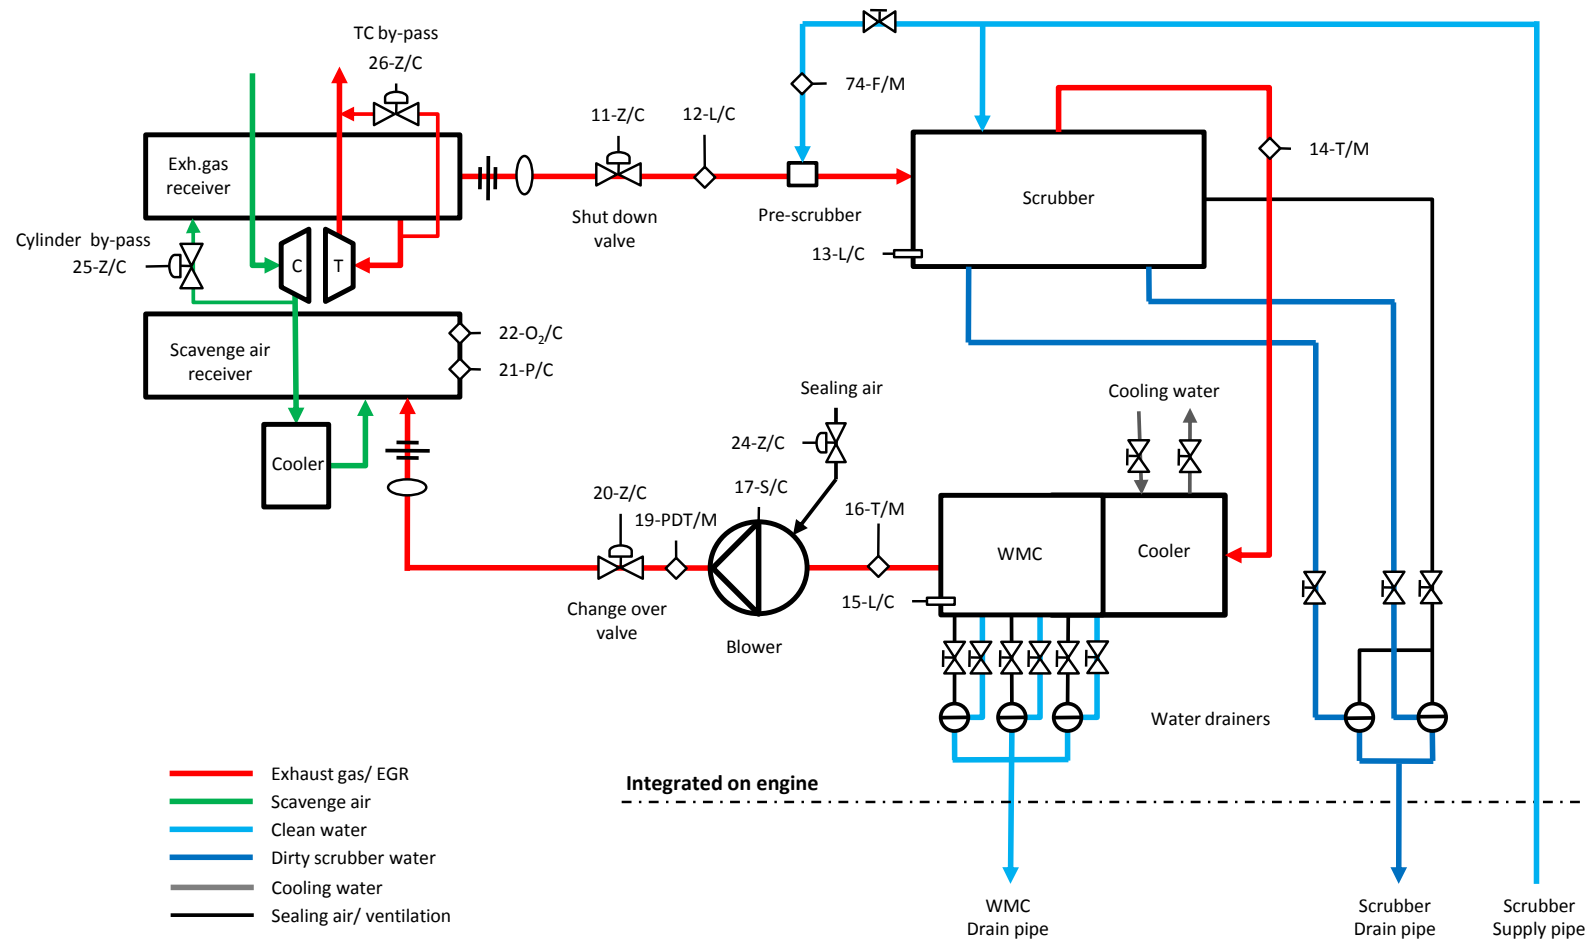 TC by-pass
26-Z/C
11-Z/C
12-L/C
74-F/M
14-T/M
Exh.gas
receiver
Scrubber
Shut down
valve
Pre-scrubber
Cylinder by-pass
25-Z/C
C
T
13-L/C
22-O₂/C
21-P/C
Scavenge air
receiver
Sealing air
Cooling water
24-Z/C
Cooler
20-Z/C
17-S/C
19-PDT/M
16-T/M
WMC
Cooler
15-L/C
Change over
valve
Blower
Water drainers
Integrated on engine
Exhaust gas/ EGR
Scavenge air
Clean water
Dirty scrubber water
Cooling water
Sealing air/ ventilation
WMC
Drain pipe
Scrubber
Drain pipe
Scrubber
Supply pipe